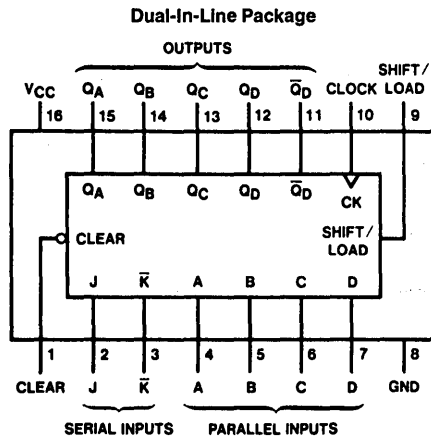 Dual-In-Line Package
OUTPUTS
VCC QA QB QC QD Q̅D CLOCK SHIFT/
LOAD
16 15 14 13 12 11 10 9
QA QB QC QD Q̅D
CK
CLEAR SHIFT/
LOAD
J K̅ A B C D
1 2 3 4 5 6 7 8
CLEAR J K̅ A B C D GND
SERIAL INPUTS PARALLEL INPUTS